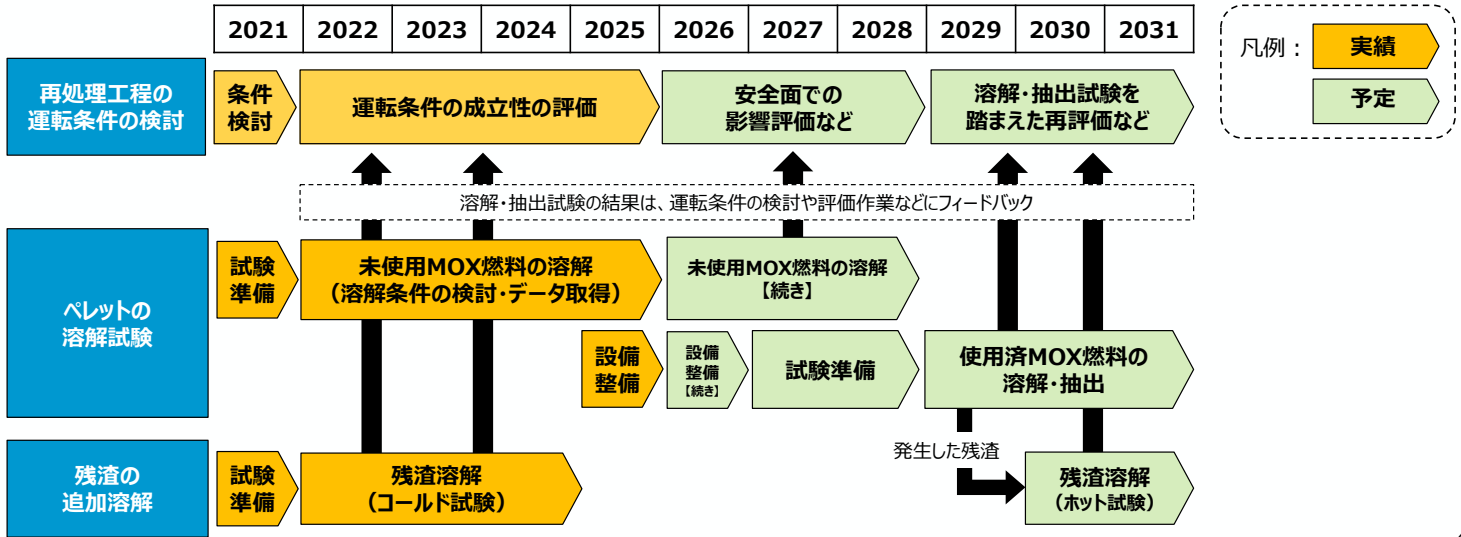 2021 2022 2023 2024 2025 2026 2027 2028 2029 2030 2031
凡例：
実績
予定
再処理工程の
運転条件の検討
条件
検討
運転条件の成立性の評価
安全面での
影響評価など
溶解・抽出試験を
踏まえた再評価など
溶解・抽出試験の結果は、運転条件の検討や評価作業などにフィードバック
ペレットの
溶解試験
試験
準備
未使用MOX燃料の溶解
（溶解条件の検討・データ取得）
未使用MOX燃料の溶解
【続き】
設備
整備
設備
整備
【続き】
試験準備
使用済MOX燃料の
溶解・抽出
発生した残渣
残渣の
追加溶解
試験
準備
残渣溶解
（コールド試験）
残渣溶解
（ホット試験）